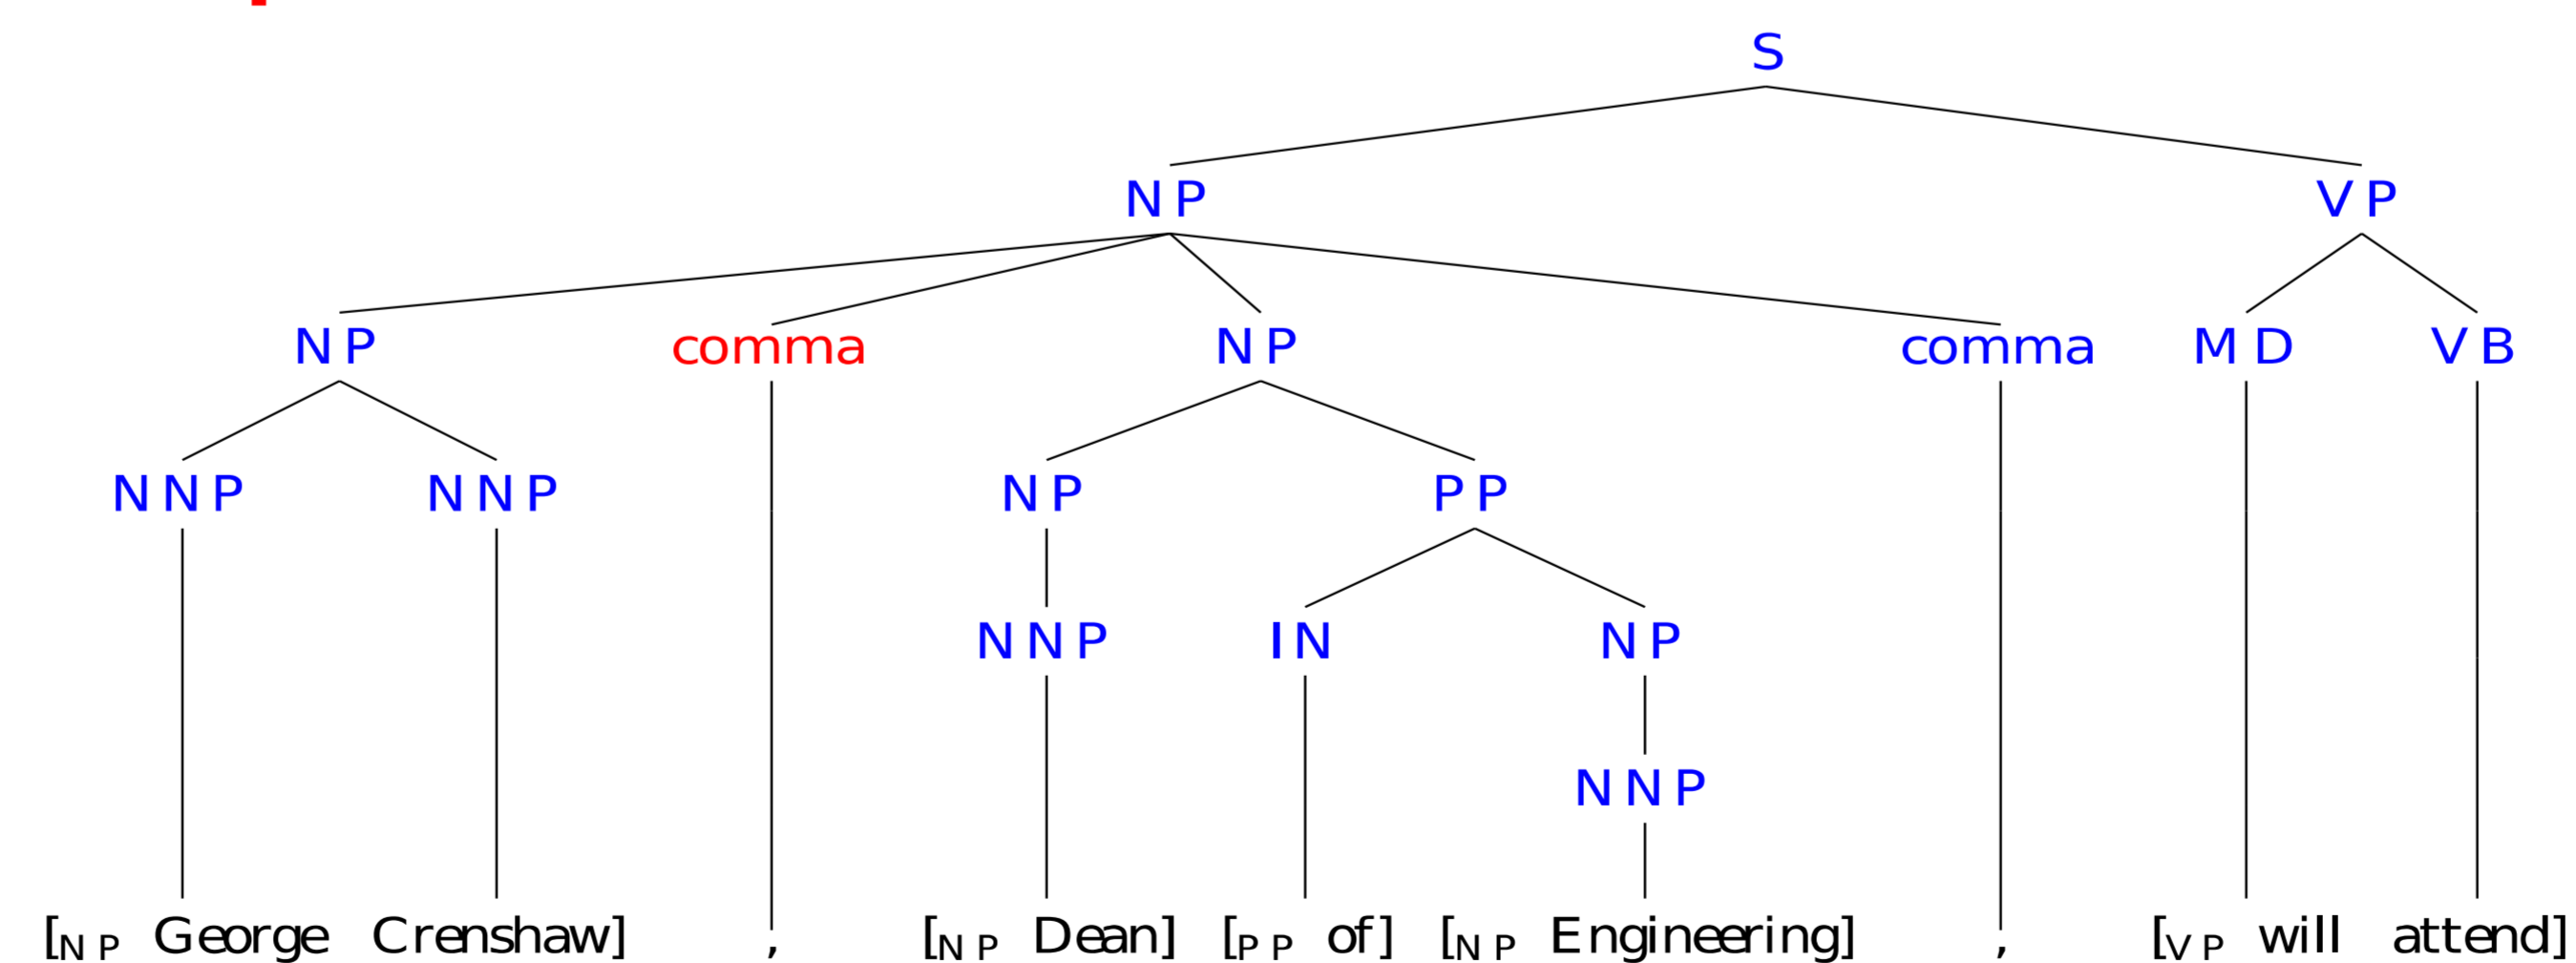 S
NP VP
NP comma NP comma MD VB
NNP NNP NP PP
NNP IN NP
NNP
[NP George Crenshaw] , [NP Dean] [PP of] [NP Engineering] , [VP will attend]